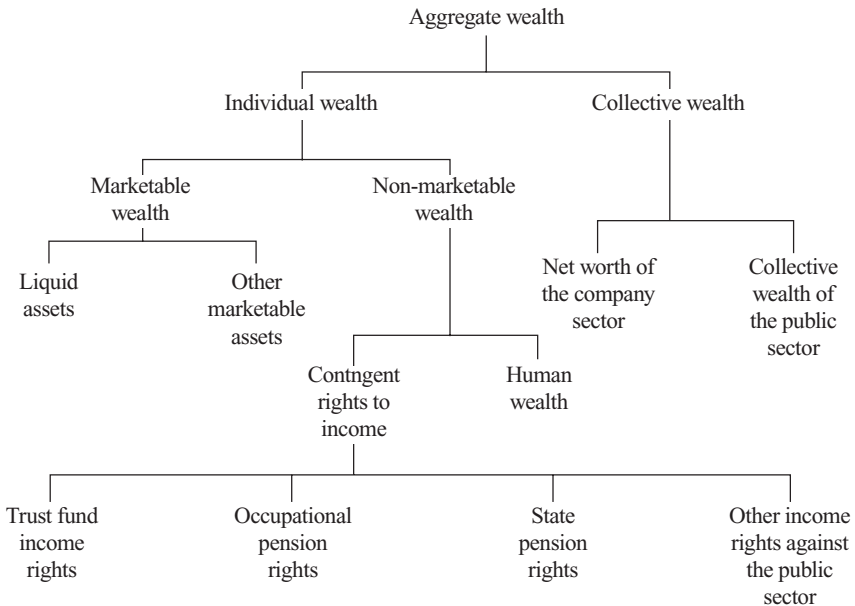 Aggregate wealth
Individual wealth
Collective wealth
Marketable
wealth
Non-marketable
wealth
Liquid
assets
Other
marketable
assets
Net worth of
the company
sector
Collective
wealth of
the public
sector
Contngent
rights to
income
Human
wealth
Trust fund
income
rights
Occupational
pension
rights
State
pension
rights
Other income
rights against
the public
sector